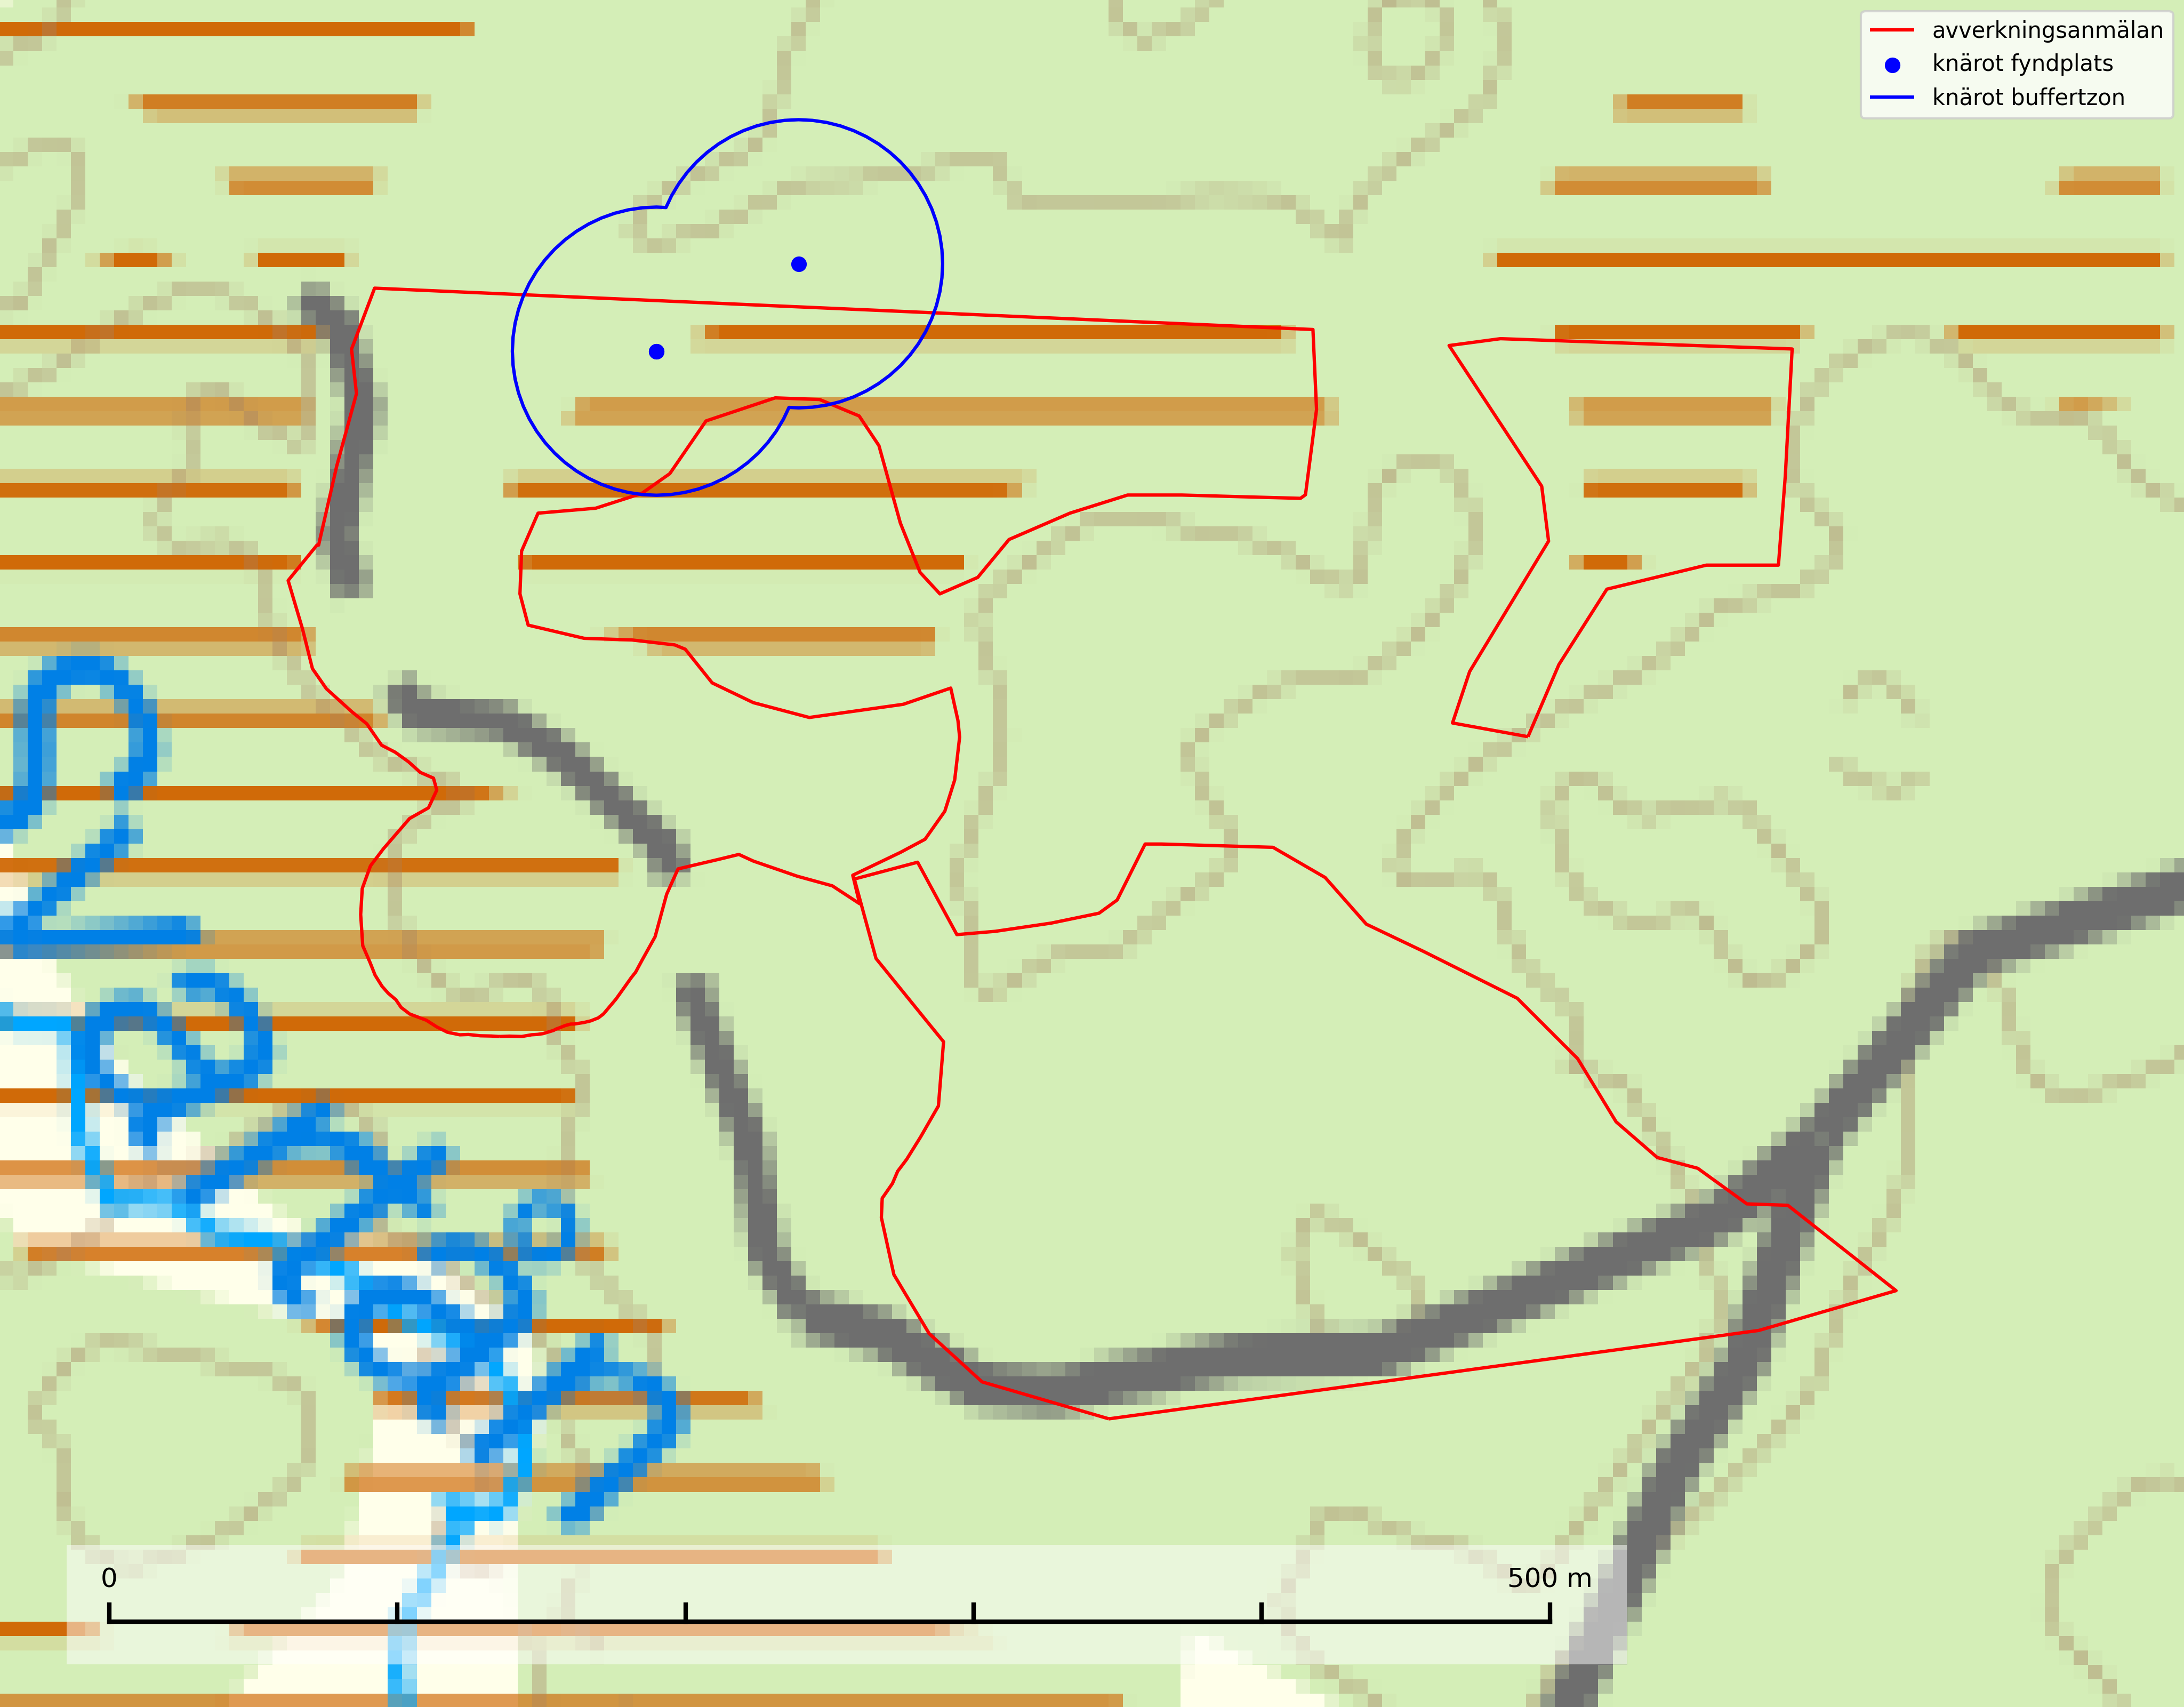 avverkningsanmälan
knärot fyndplats
knärot buffertzon
0
500 m